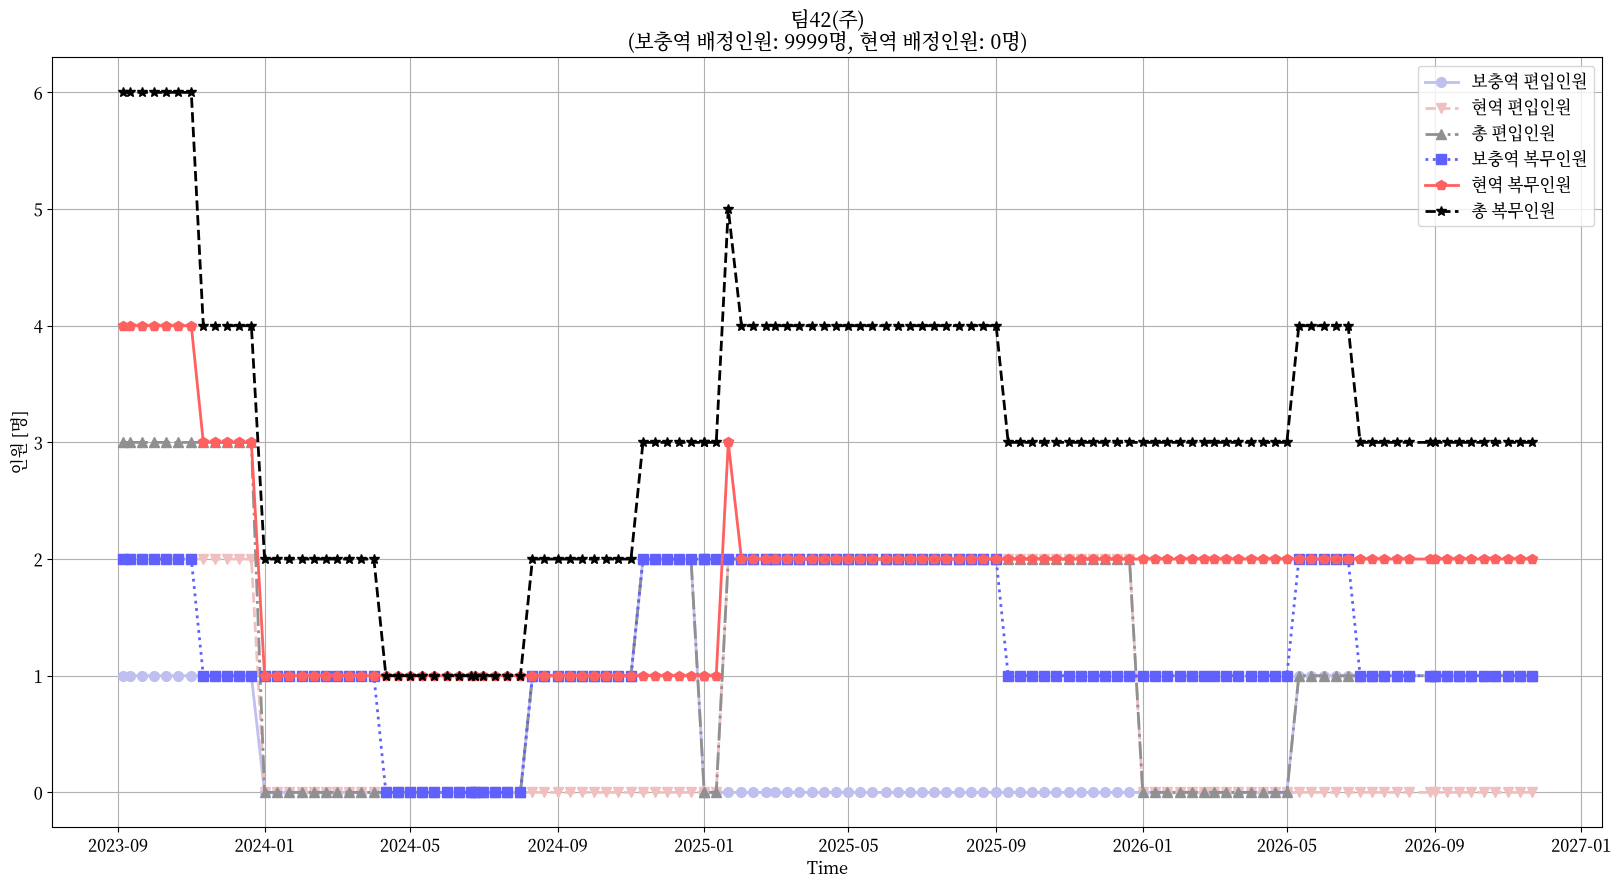 팀42(주)
(보충역 배정인원: 9999명, 현역 배정인원: 0명)
보충역 편입인원
현역 편입인원
총 편입인원
보충역 복무인원
현역 복무인원
총 복무인원
인원 [명]
6
5
4
3
2
1
0
2023-09 2024-01 2024-05 2024-09 2025-01 2025-05 2025-09 2026-01 2026-05 2026-09 2027-01
Time